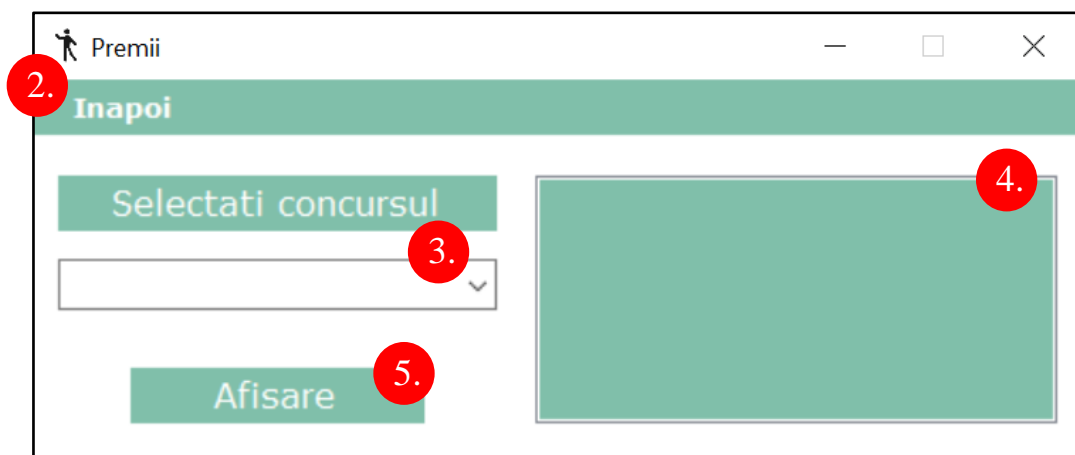 Premii
2.
Inapoi
Selectati concursul
3.
4.
5.
Afisare